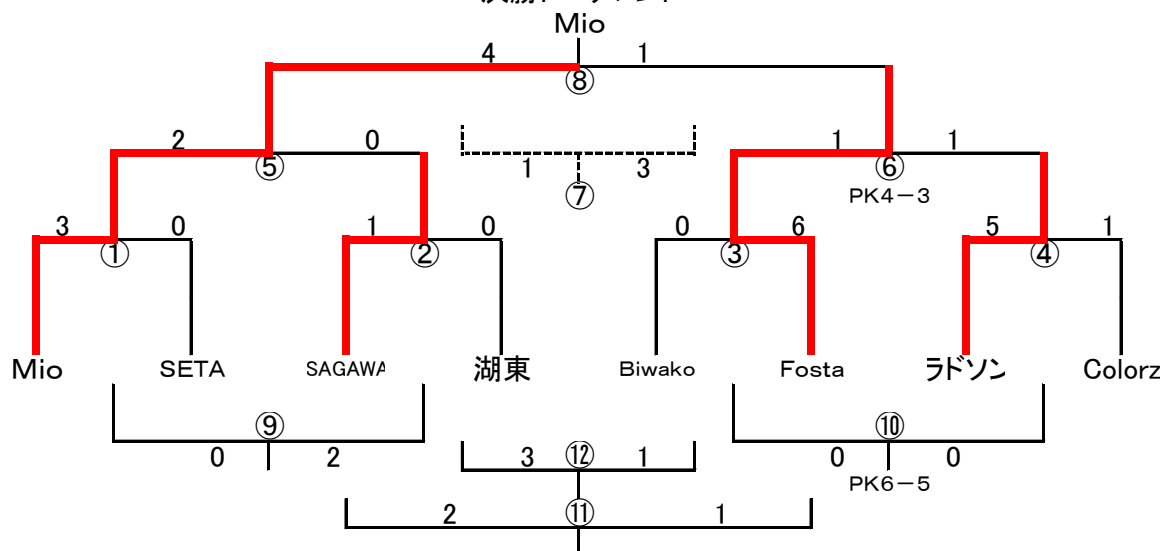 Mio
4 1
⑧
2 0 1 1
⑤ 1 3 ⑥
⑦ PK4-3
3 0 1 0 0 6 5 1
① ② ③ ④
Mio SETA SAGAWA 湖東 Biwako Fosta ラドソン Colorz
⑨ ⑩
0 2 3 ⑫ 1 0 0
PK6-5
2 ⑪ 1